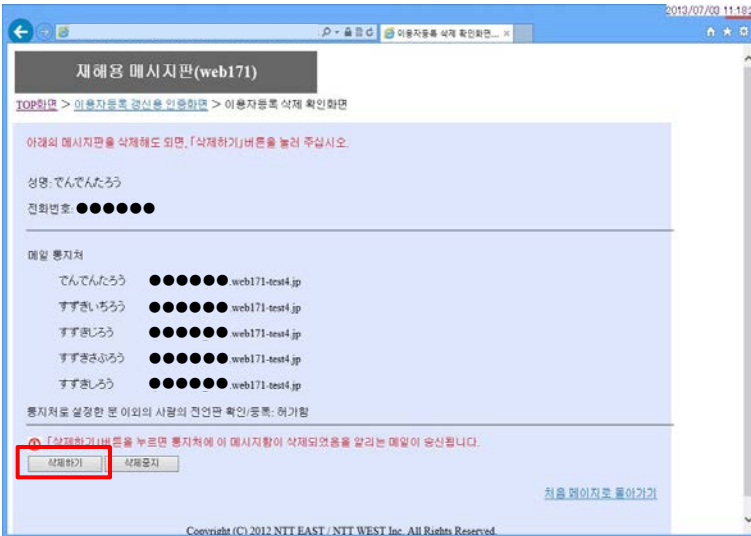 2013/07/03 11:18:
이용자등록 삭제 확인화면...
재해용 메시지판(web171)
TOP화면 > 이용자등록 갱신용 인증화면 > 이용자등록 삭제 확인화면
아래의 메시지판을 삭제해도 되면, 「삭제하기」버튼을 눌러 주십시오.
성명: でんでんたろう
전화번호: ●●●●●●
메일 통지처
でんでんたろう ●●●●●●.web171-test4.jp
すずきいちろう ●●●●●●.web171-test4.jp
すずきじろう ●●●●●●.web171-test4.jp
すずきさぶろう ●●●●●●.web171-test4.jp
すずきしろう ●●●●●●.web171-test4.jp
통지처로 설정한 분 이외의 사람의 전언판 확인/등록: 허가함
「삭제하기」버튼을 누르면 통지처에 이 메시지함이 삭제되었음을 알리는 메일이 송신됩니다.
삭제하기 삭제중지
처음 페이지로 돌아가기
Copyright (C) 2012 NTT EAST / NTT WEST Inc. All Rights Reserved.